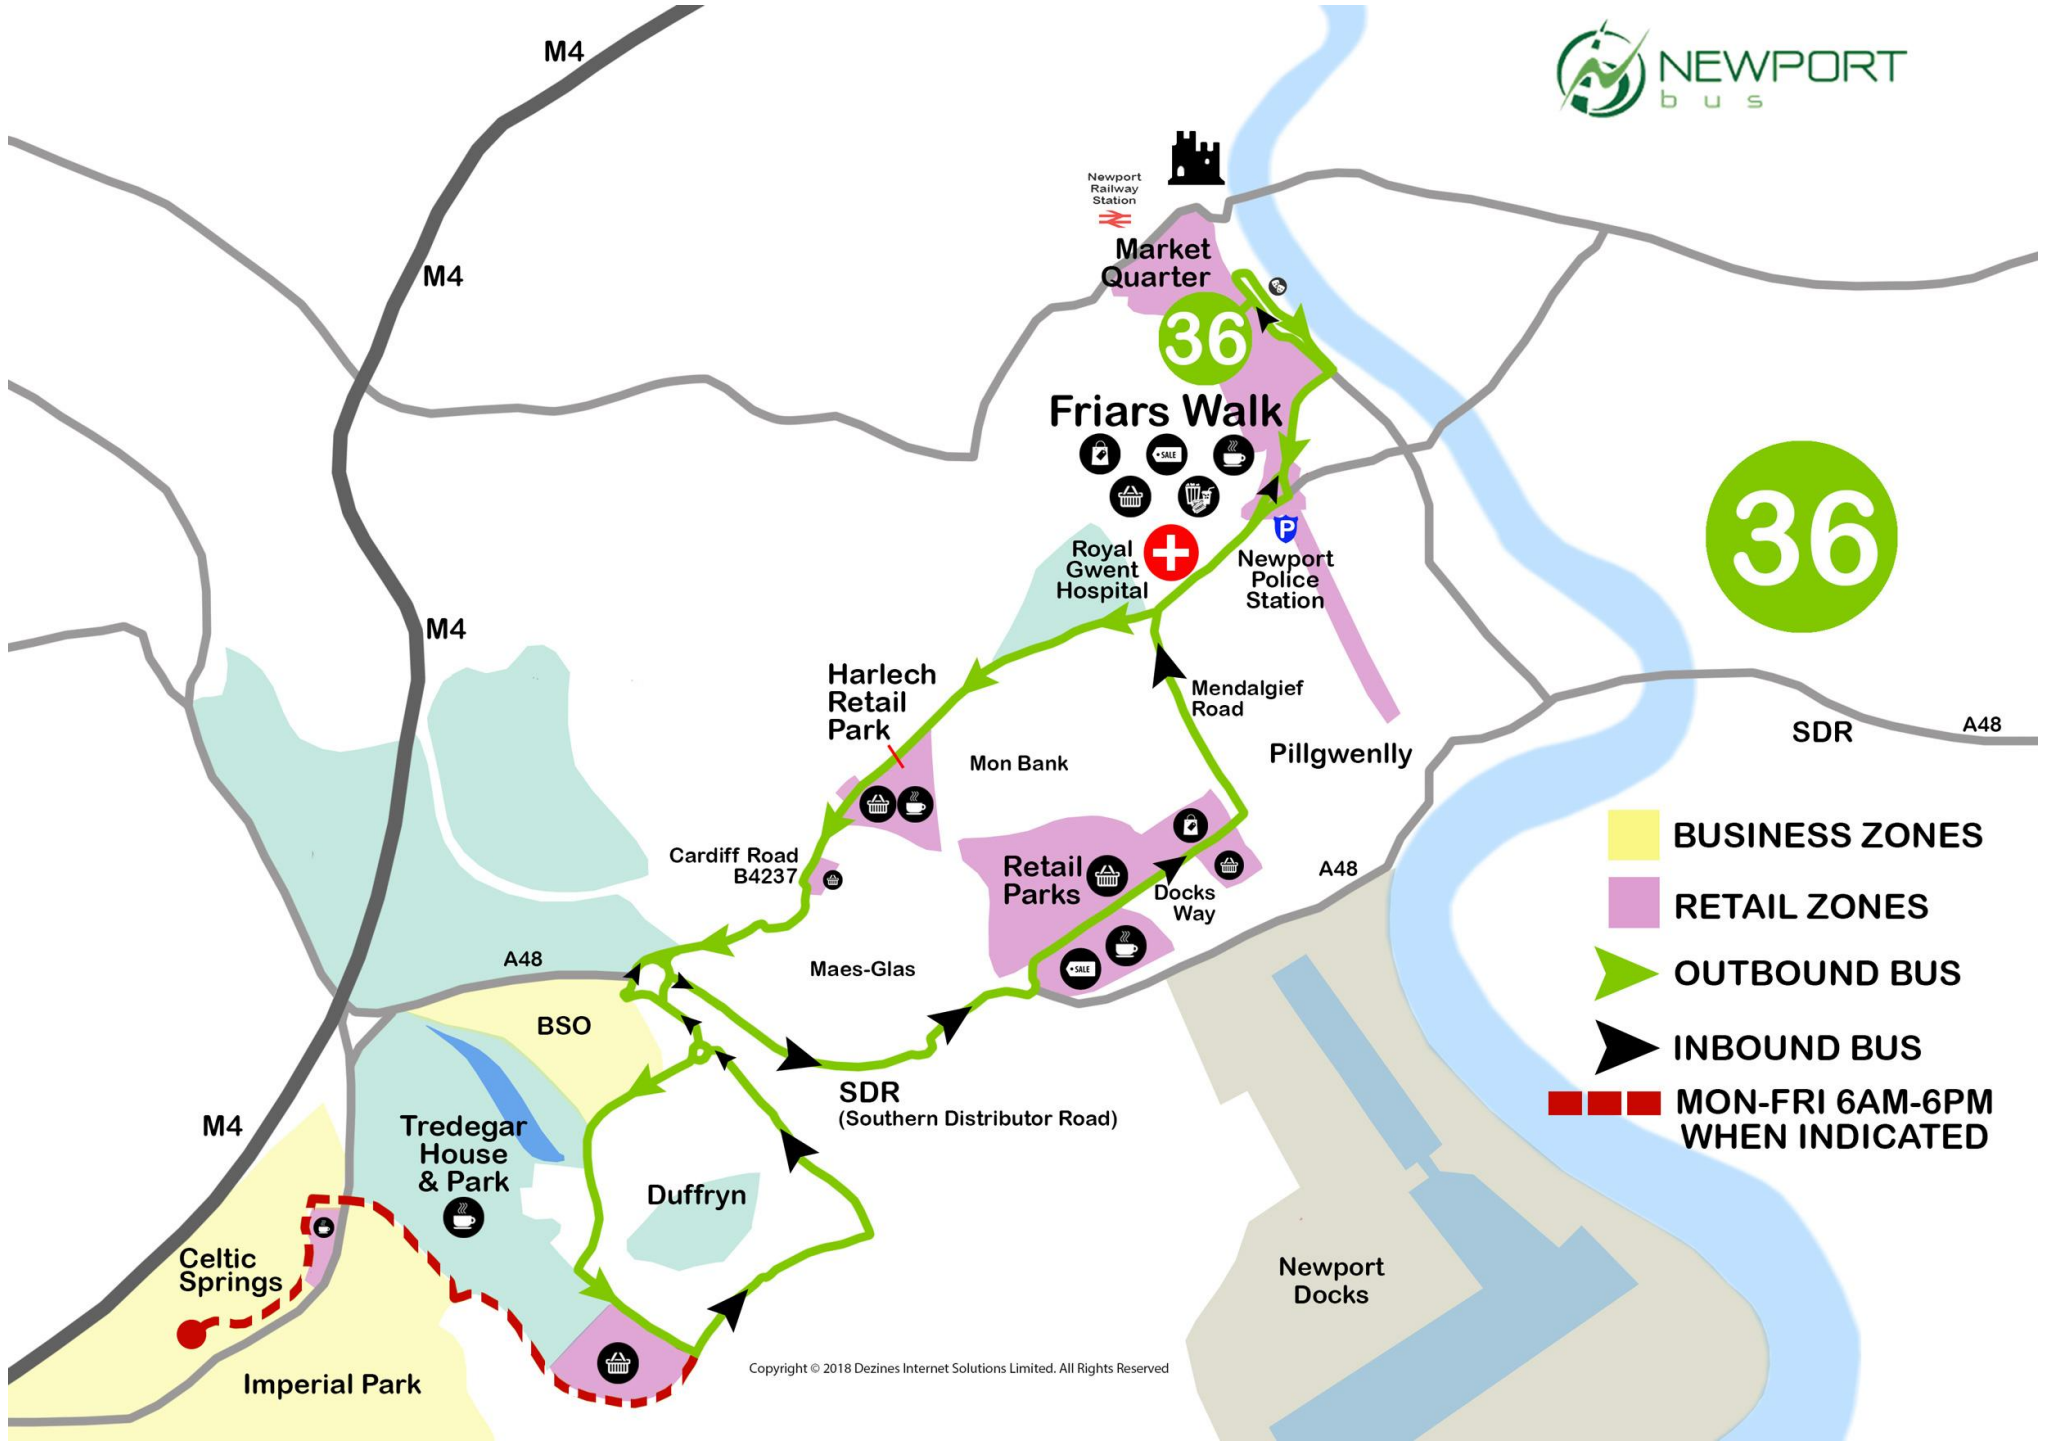 M4
NEWPORT
bus
Newport
Railway
Station
Market
Quarter
M4
36
Friars Walk
SALE
36
Royal
Gwent
Hospital
P
Newport
Police
Station
M4
Harlech
Retail
Park
Mendalgief
Road
Mon Bank
Pillgwenlly
SDR
A48
Cardiff Road
B4237
Retail
Parks
Docks
Way
A48
BUSINESS ZONES
RETAIL ZONES
OUTBOUND BUS
INBOUND BUS
MON-FRI 6AM-6PM
WHEN INDICATED
A48
Maes-Glas
SALE
BSO
SDR
(Southern Distributor Road)
M4
Tredegar
House
& Park
Duffryn
Celtic
Springs
Newport
Docks
Imperial Park
Copyright © 2018 Dezines Internet Solutions Limited. All Rights Reserved